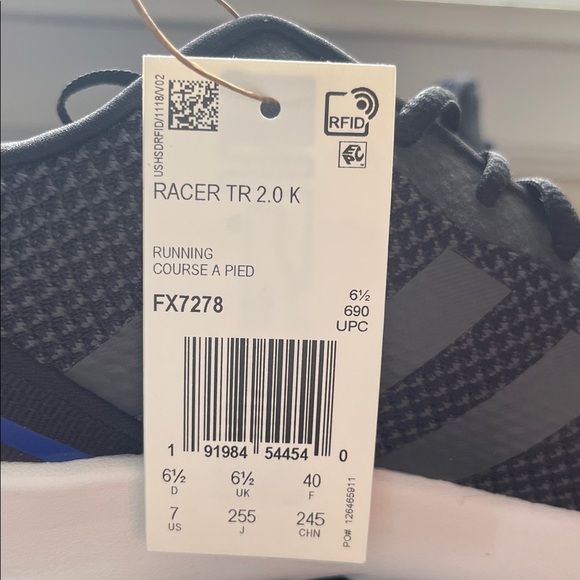 USHSDRFID/1118/V02
RFID
RACER TR 2.0 K
RUNNING
COURSE A PIED
FX7278
6½
690
UPC
1 91984 54454 0
6½ 6½ 40
D UK F
7 255 245
US J CHN
PO# 126465911